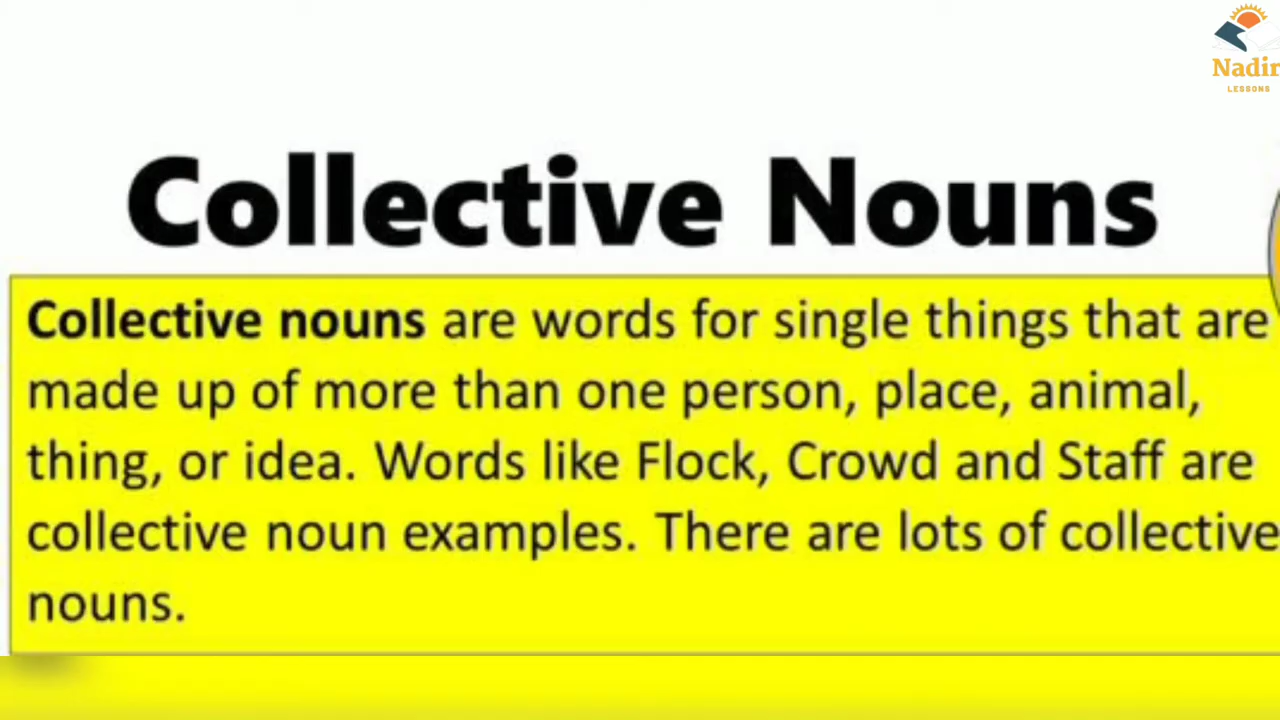 Nadir
LESSONS
Collective Nouns
Collective nouns are words for single things that are
made up of more than one person, place, animal,
thing, or idea. Words like Flock, Crowd and Staff are
collective noun examples. There are lots of collective
nouns.